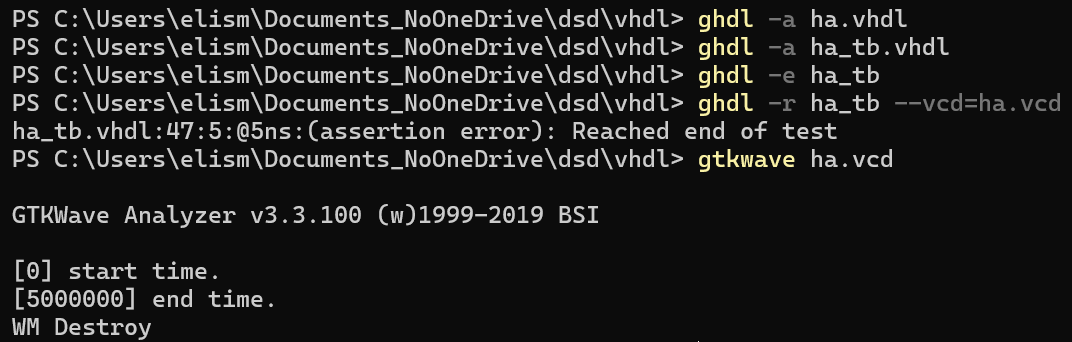 PS C:\Users\elism\Documents_NoOneDrive\dsd\vhdl> ghdl -a ha.vhdl
PS C:\Users\elism\Documents_NoOneDrive\dsd\vhdl> ghdl -a ha_tb.vhdl
PS C:\Users\elism\Documents_NoOneDrive\dsd\vhdl> ghdl -e ha_tb
PS C:\Users\elism\Documents_NoOneDrive\dsd\vhdl> ghdl -r ha_tb --vcd=ha.vcd
ha_tb.vhdl:47:5:@5ns:(assertion error): Reached end of test
PS C:\Users\elism\Documents_NoOneDrive\dsd\vhdl> gtkwave ha.vcd
GTKWave Analyzer v3.3.100 (w)1999-2019 BSI
[0] start time.
[5000000] end time.
WM Destroy